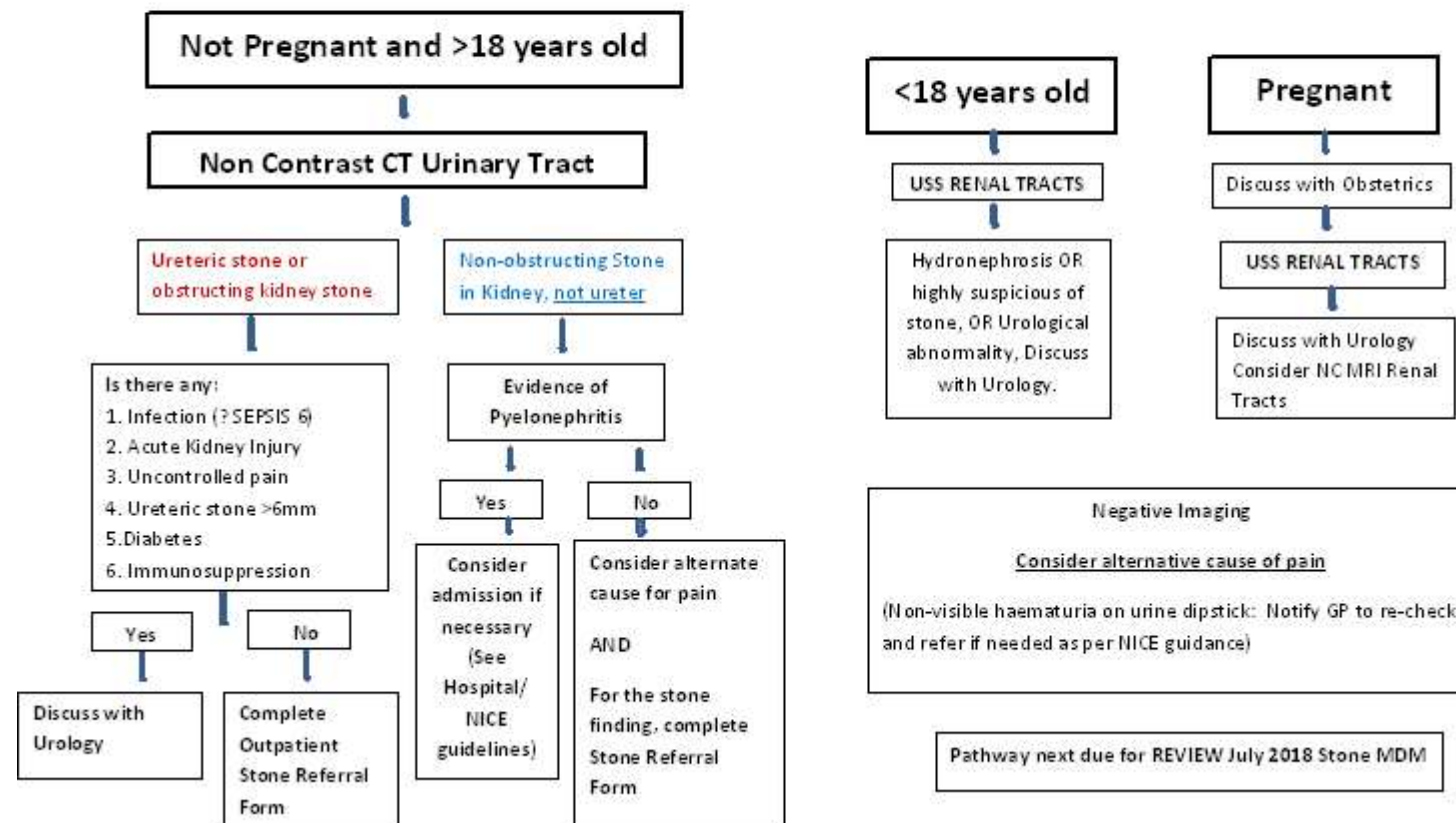 Not Pregnant and >18 years old
Non Contrast CT Urinary Tract
Ureteric stone or
obstructing kidney stone
Is there any:
1. Infection (? SEPSIS 6)
2. Acute Kidney Injury
3. Uncontrolled pain
4. Ureteric stone >6mm
5.Diabetes
6. Immunosuppression
Yes
Discuss with
Urology
No
Complete
Outpatient
Stone Referral
Form
Non-obstructing Stone
in Kidney, not ureter
Evidence of
Pyelonephritis
Yes
Consider
admission if
necessary
(See
Hospital/
NICE
guidelines)
No
Consider alternate
cause for pain
AND
For the stone
finding, complete
Stone Referral
Form
<18 years old
USS RENAL TRACTS
Hydronephrosis OR
highly suspicious of
stone, OR Urological
abnormality, Discuss
with Urology.
Pregnant
Discuss with Obstetrics
USS RENAL TRACTS
Discuss with Urology
Consider NC MRI Renal
Tracts
Negative Imaging
Consider alternative cause of pain
(Non-visible haematuria on urine dipstick: Notify GP to re-check
and refer if needed as per NICE guidance)
Pathway next due for REVIEW July 2018 Stone MDM